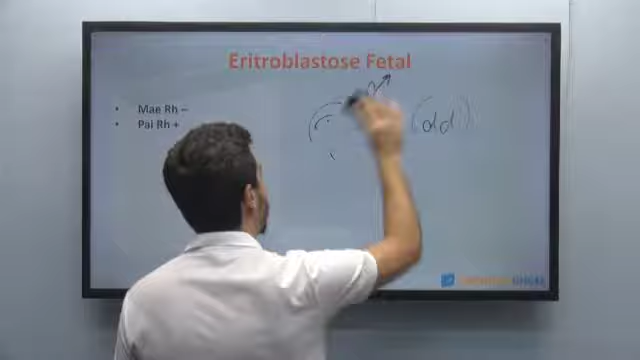 Eritroblastose Fetal
• Mae Rh –
• Pai Rh +
(dd)